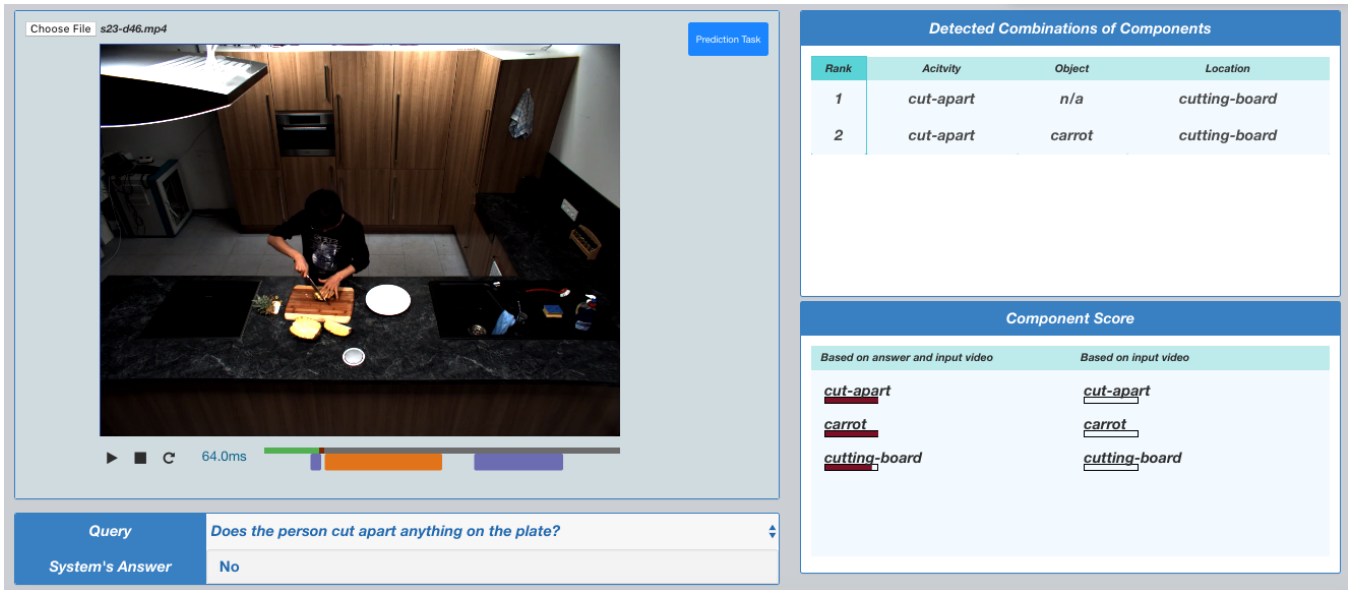 Choose File s23-d46.mp4
Prediction Task
64.0ms
Query Does the person cut apart anything on the plate?
System's Answer No
Detected Combinations of Components
Rank Acitvity Object Location
1 cut-apart n/a cutting-board
2 cut-apart carrot cutting-board
Component Score
Based on answer and input video Based on input video
cut-apart cut-apart
carrot carrot
cutting-board cutting-board